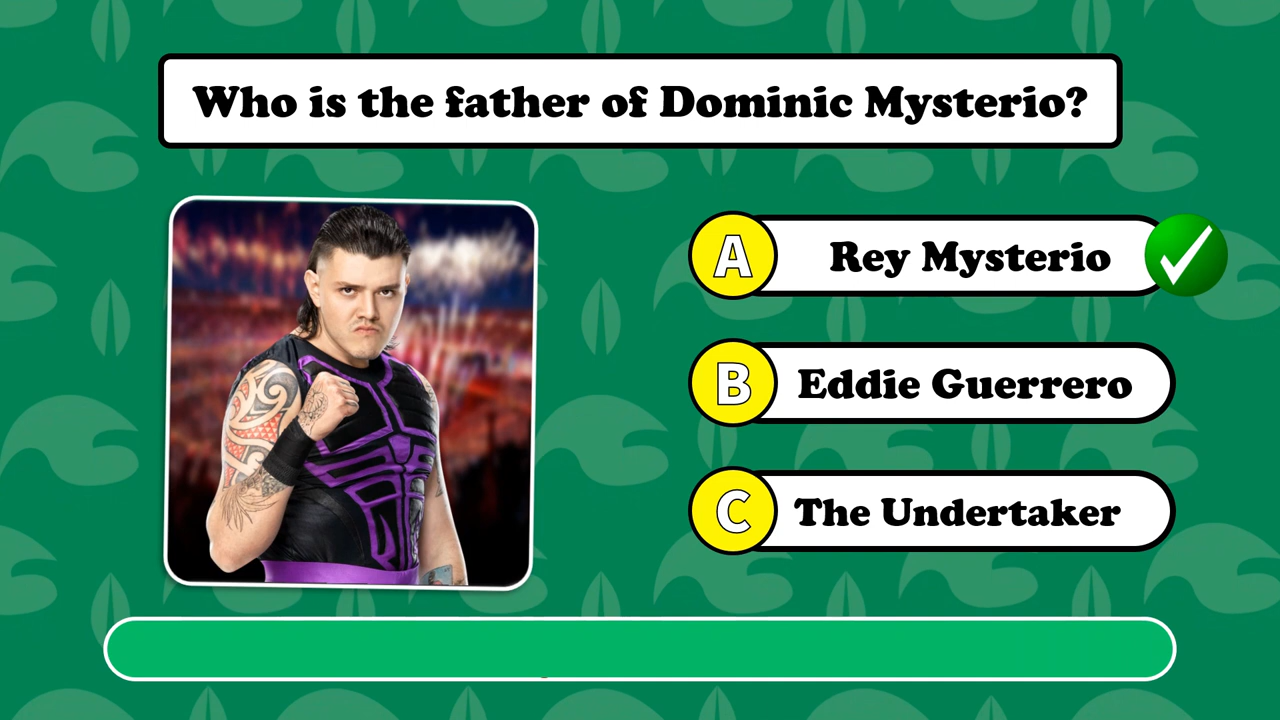 Who is the father of Dominic Mysterio?
A Rey Mysterio
B Eddie Guerrero
C The Undertaker